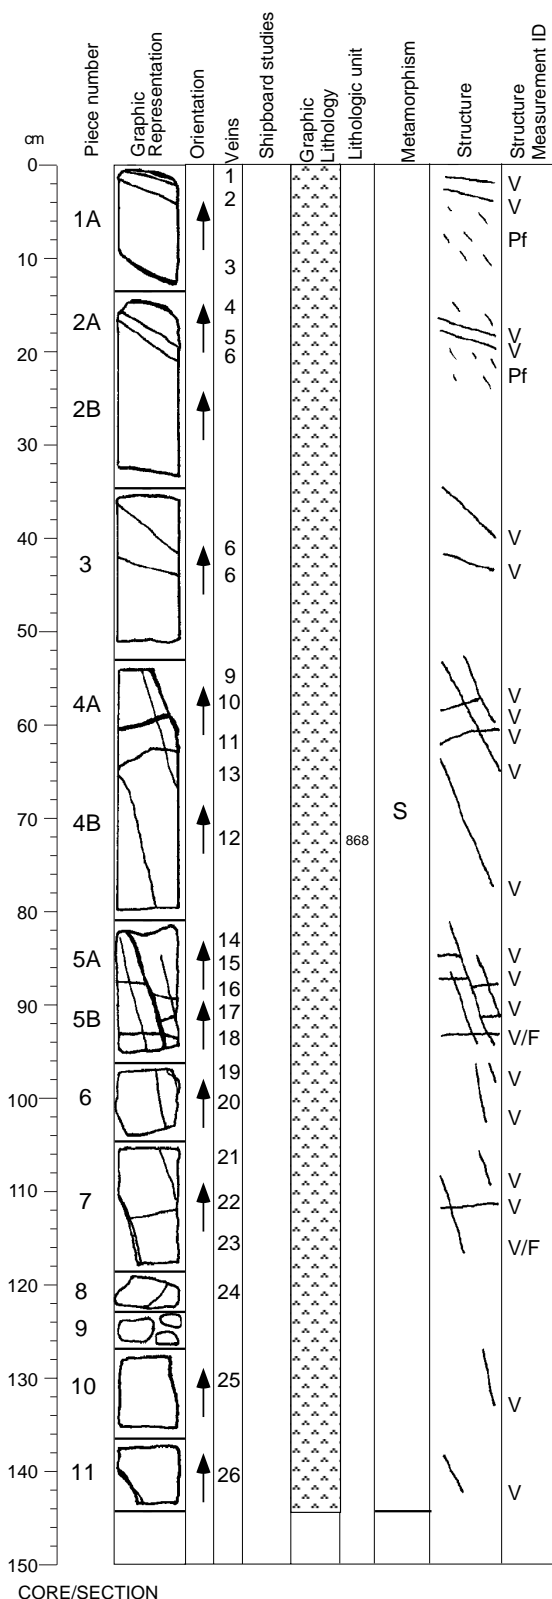 cm
Piece number
Graphic
Representation
Orientation
Veins
Shipboard studies
Graphic
Lithology
Lithologic unit
Metamorphism
Structure
Structure
Measurement ID
0
1 V
2 V
1A
Pf
10 3
4
2A
5 V
20 6 V
Pf
2B
30
40 V
6
3 6 V
50
9
4A 10 V
60 V
11 V
13 V
70 S
4B 12 868
V
80
14
5A 15 V
16 V
90 17 V
5B 18 V/F
19 V
6 20
100 V
21
110 V
7 22 V
23 V/F
120 8 24
9
130 10 25
V
140 11 26
V
150
CORE/SECTION